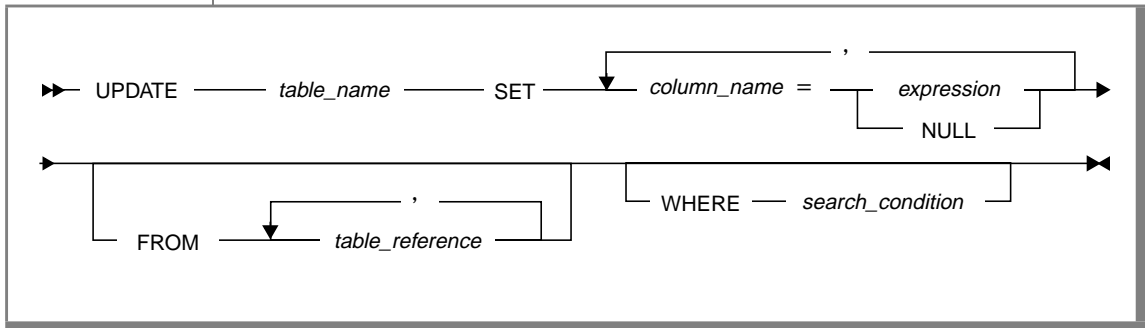 ,
UPDATE table_name SET column_name = expression
NULL
,
WHERE search_condition
FROM table_reference